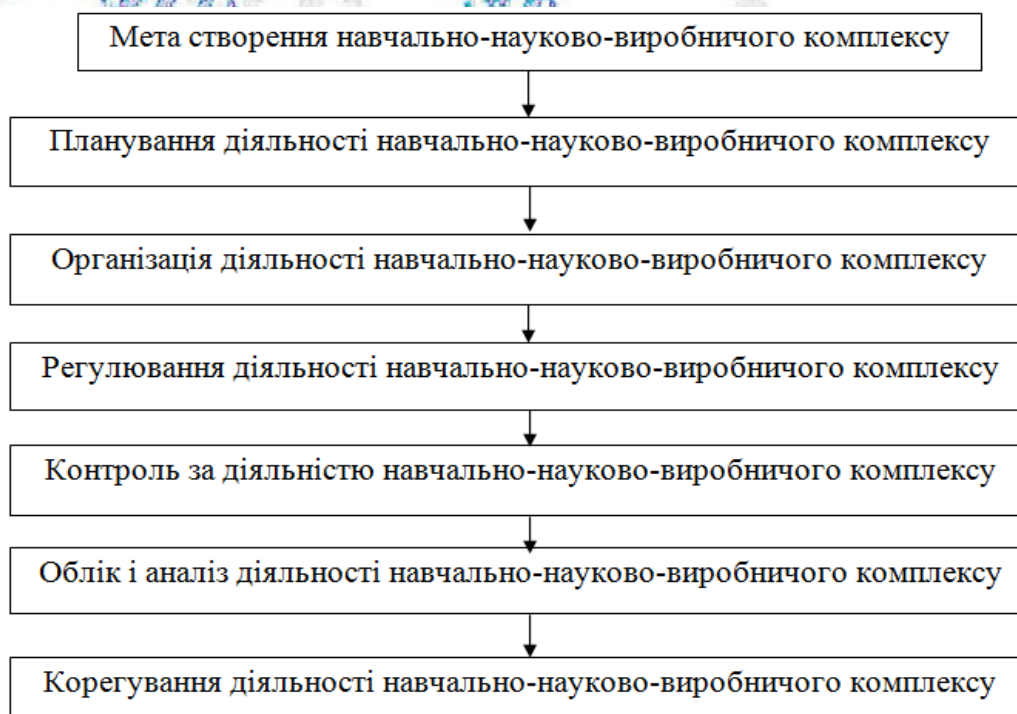 Мета створення навчально-науково-виробничого комплексу
Планування діяльності навчально-науково-виробничого комплексу
Організація діяльності навчально-науково-виробничого комплексу
Регулювання діяльності навчально-науково-виробничого комплексу
Контроль за діяльністю навчально-науково-виробничого комплексу
Облік і аналіз діяльності навчально-науково-виробничого комплексу
Корегування діяльності навчально-науково-виробничого комплексу